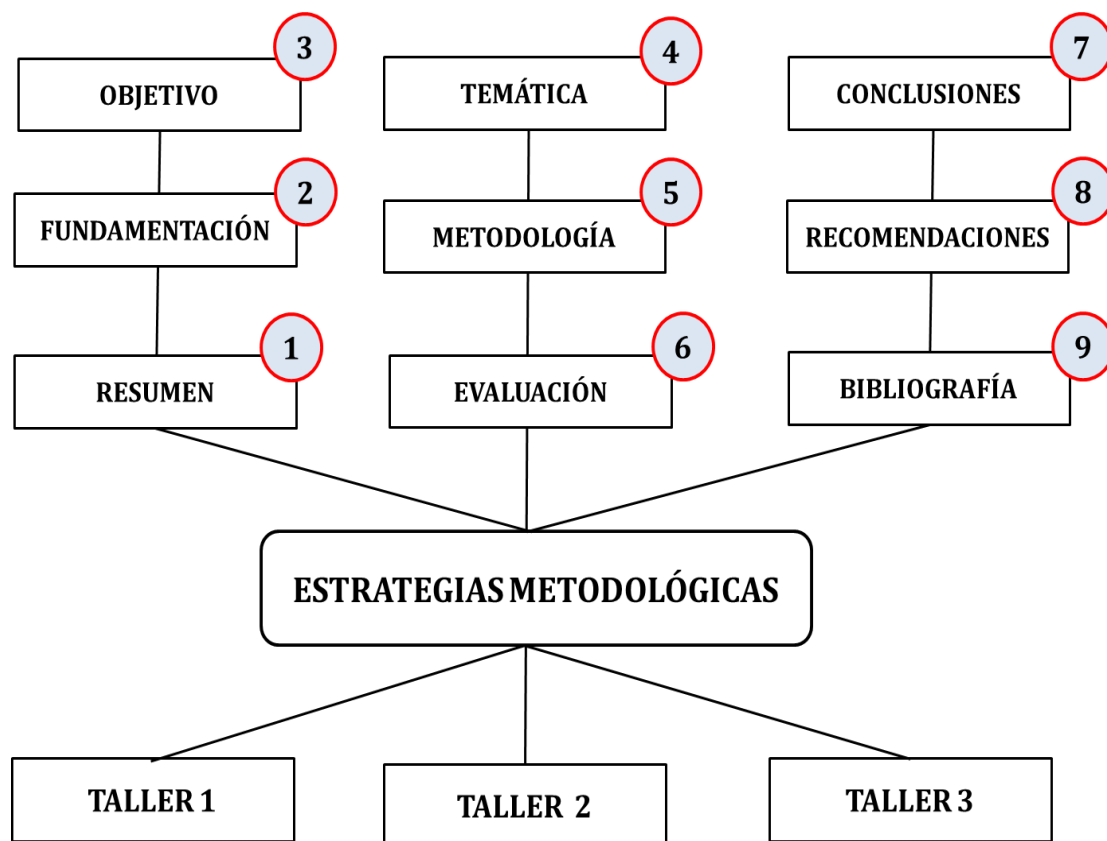 3
OBJETIVO
4
TEMÁTICA
7
CONCLUSIONES
2
FUNDAMENTACIÓN
5
METODOLOGÍA
8
RECOMENDACIONES
1
RESUMEN
6
EVALUACIÓN
9
BIBLIOGRAFÍA
ESTRATEGIAS METODOLÓGICAS
TALLER 1
TALLER 2
TALLER 3